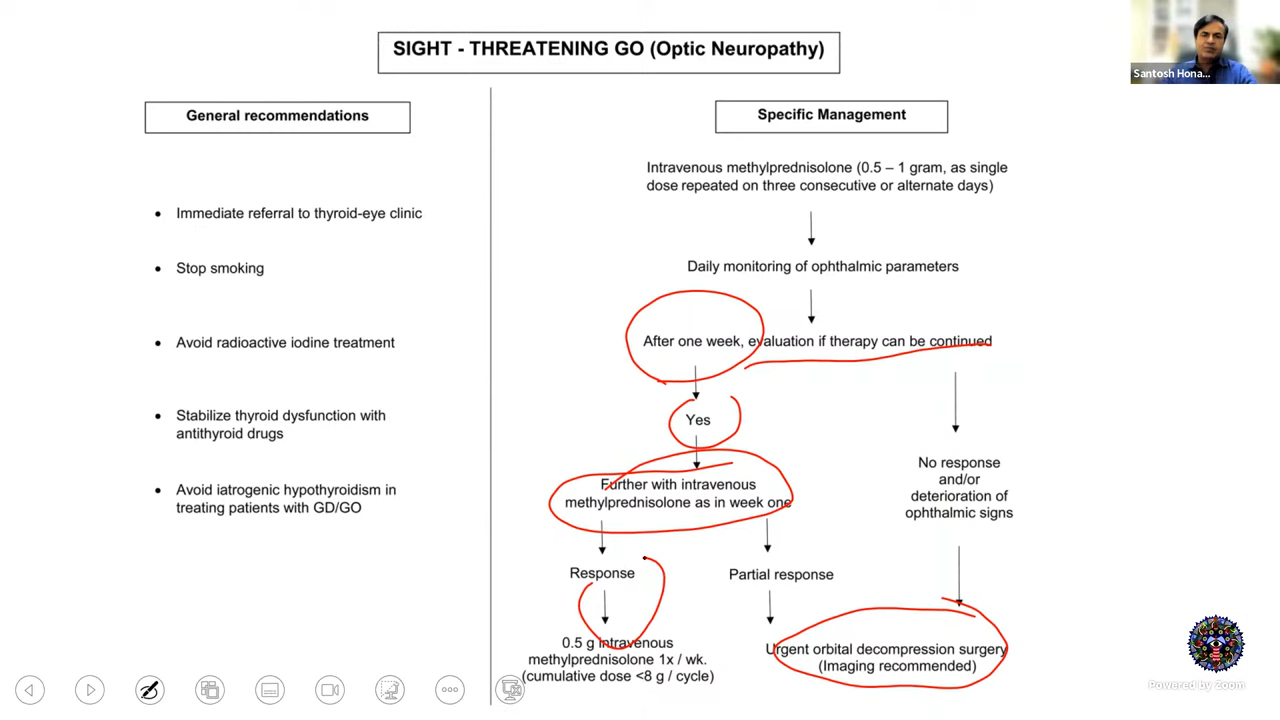 SIGHT - THREATENING GO (Optic Neuropathy)
Santosh Hona...
General recommendations
Immediate referral to thyroid-eye clinic
Stop smoking
Avoid radioactive iodine treatment
Stabilize thyroid dysfunction with
antithyroid drugs
Avoid iatrogenic hypothyroidism in
treating patients with GD/GO
Specific Management
Intravenous methylprednisolone (0.5 – 1 gram, as single
dose repeated on three consecutive or alternate days)
Daily monitoring of ophthalmic parameters
After one week, evaluation if therapy can be continued
Yes
Further with intravenous
methylprednisolone as in week one
Response
0.5 g intravenous
methylprednisolone 1x / wk.
(cumulative dose <8 g / cycle)
Partial response
No response
and/or
deterioration of
ophthalmic signs
Urgent orbital decompression surgery
(Imaging recommended)
Powered by Zoom